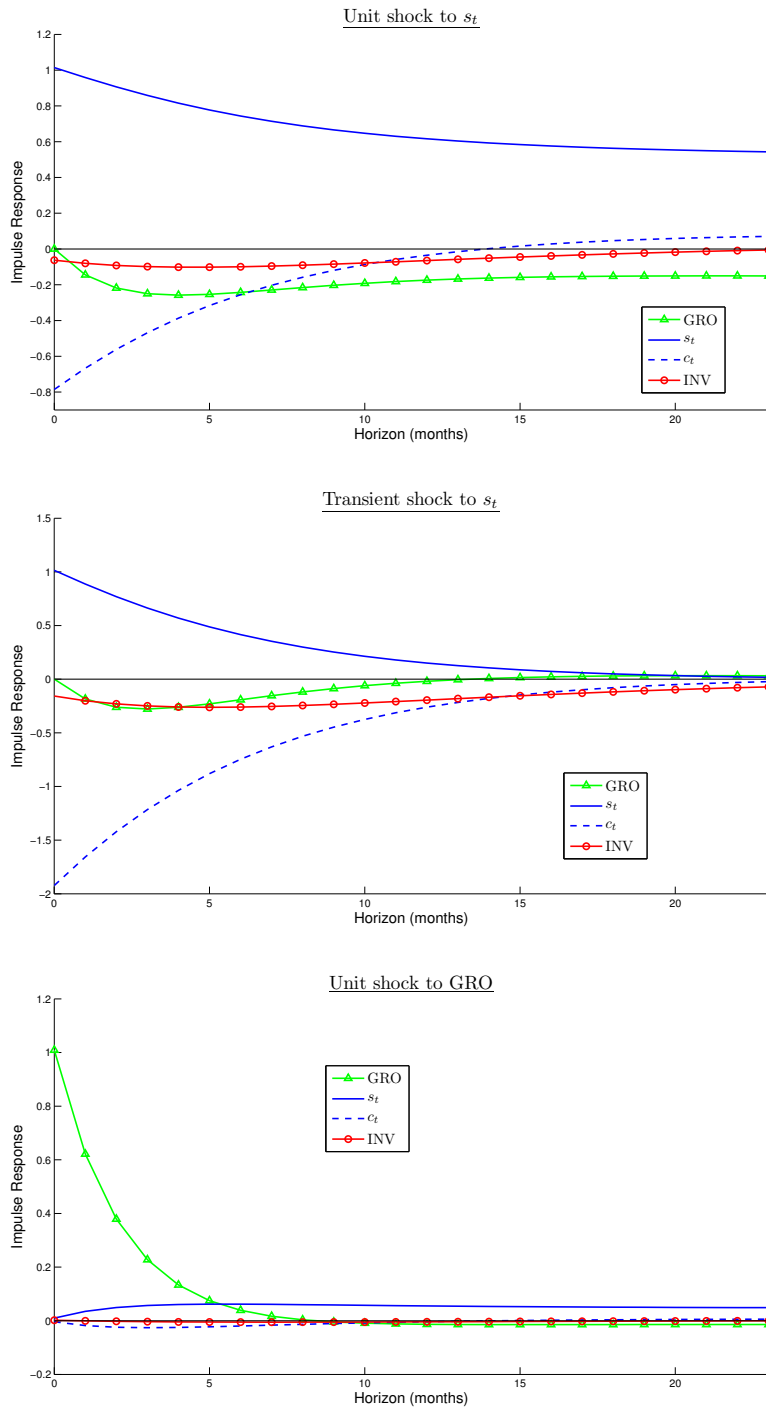 Unit shock to s_t
1.2
1
0.8
0.6
0.4
0.2
0
−0.2
−0.4
−0.6
−0.8
Impulse Response
GRO
s_t
c_t
INV
0 5 10 15 20
Horizon (months)
Transient shock to s_t
1.5
1
0.5
0
−0.5
−1
−1.5
−2
Impulse Response
GRO
s_t
c_t
INV
0 5 10 15 20
Horizon (months)
Unit shock to GRO
1.2
1
0.8
0.6
0.4
0.2
0
−0.2
Impulse Response
GRO
s_t
c_t
INV
0 5 10 15 20
Horizon (months)